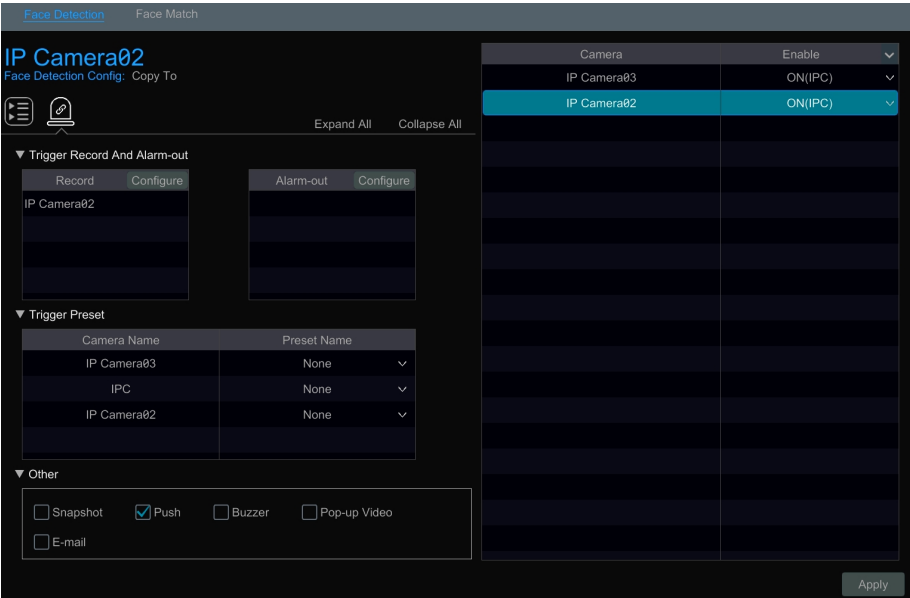 Face Detection Face Match
IP Camera02
Face Detection Config: Copy To
Expand All Collapse All
Trigger Record And Alarm-out
Record Configure Alarm-out Configure
IP Camera02
Trigger Preset
Camera Name Preset Name
IP Camera03 None
IPC None
IP Camera02 None
Other
Snapshot Push Buzzer Pop-up Video
E-mail
Camera Enable
IP Camera03 ON(IPC)
IP Camera02 ON(IPC)
Apply